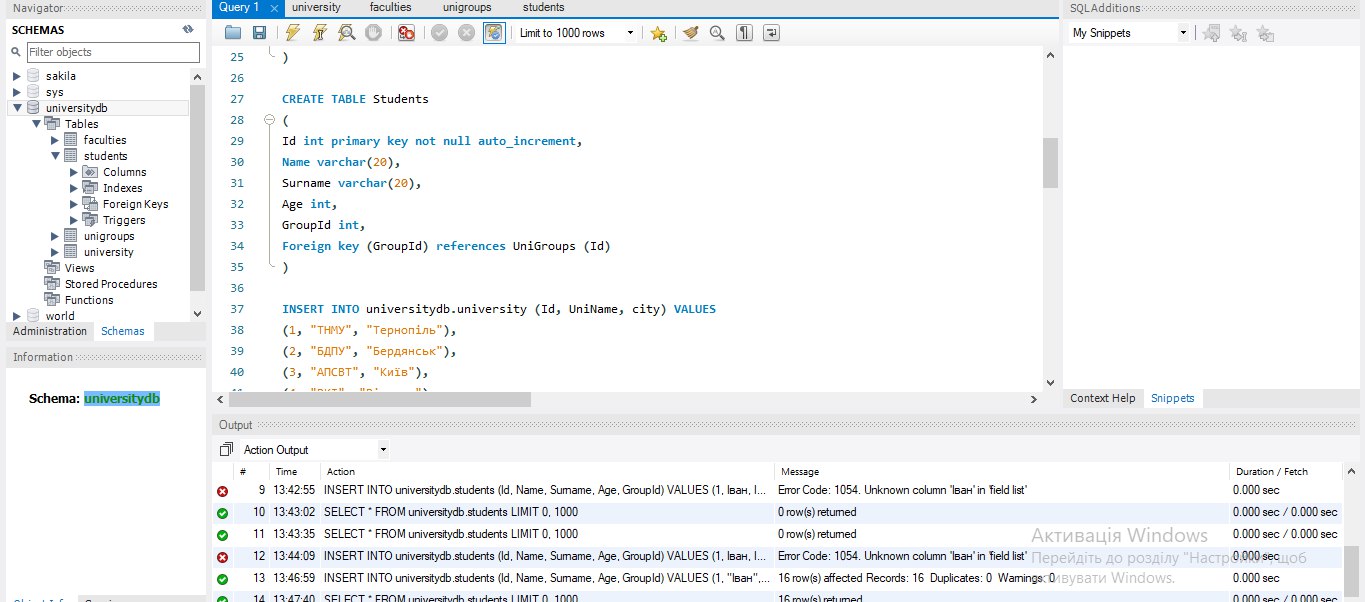 Navigator
SCHEMAS
Filter objects
sakila
sys
universitydb
Tables
faculties
students
Columns
Indexes
Foreign Keys
Triggers
unigroups
university
Views
Stored Procedures
Functions
world
Administration Schemas
Information
Schema: universitydb
Query 1 university faculties unigroups students
Limit to 1000 rows
25 )
26
27 CREATE TABLE Students
28 (
29 Id int primary key not null auto_increment,
30 Name varchar(20),
31 Surname varchar(20),
32 Age int,
33 GroupId int,
34 Foreign key (GroupId) references UniGroups (Id)
35 )
36
37 INSERT INTO universitydb.university (Id, UniName, city) VALUES
38 (1, "ТНМУ", "Тернопіль"),
39 (2, "БДПУ", "Бердянськ"),
40 (3, "АПСВТ", "Київ"),
SQLAdditions
My Snippets
Context Help Snippets
Output
Action Output
# Time Action Message Duration / Fetch
9 13:42:55 INSERT INTO universitydb.students (Id, Name, Surname, Age, GroupId) VALUES (1, Іван, І... Error Code: 1054. Unknown column 'Іван' in 'field list' 0.000 sec
10 13:43:02 SELECT * FROM universitydb.students LIMIT 0, 1000 0 row(s) returned 0.000 sec / 0.000 sec
11 13:43:35 SELECT * FROM universitydb.students LIMIT 0, 1000 0 row(s) returned 0.000 sec / 0.000 sec
12 13:44:09 INSERT INTO universitydb.students (Id, Name, Surname, Age, GroupId) VALUES (1, Іван, І... Error Code: 1054. Unknown column 'Іван' in 'field list' 0.000 sec
13 13:46:59 INSERT INTO universitydb.students (Id, Name, Surname, Age, GroupId) VALUES (1, "Іван",... 16 row(s) affected Records: 16 Duplicates: 0 Warnings: 0 0.000 sec
14 13:47:40 SELECT * FROM universitydb.students LIMIT 0, 1000 16 row(s) returned 0.000 sec / 0.000 sec
Активація Windows
Перейдіть до розділу "Настройки", щоб
активувати Windows.